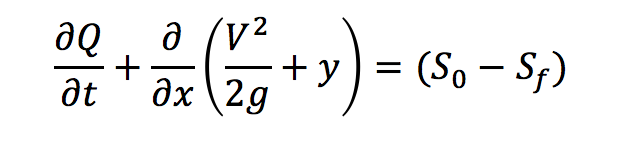 ∂Q/∂t + ∂/∂x (V²/2g + y) = (S₀ − S_f)